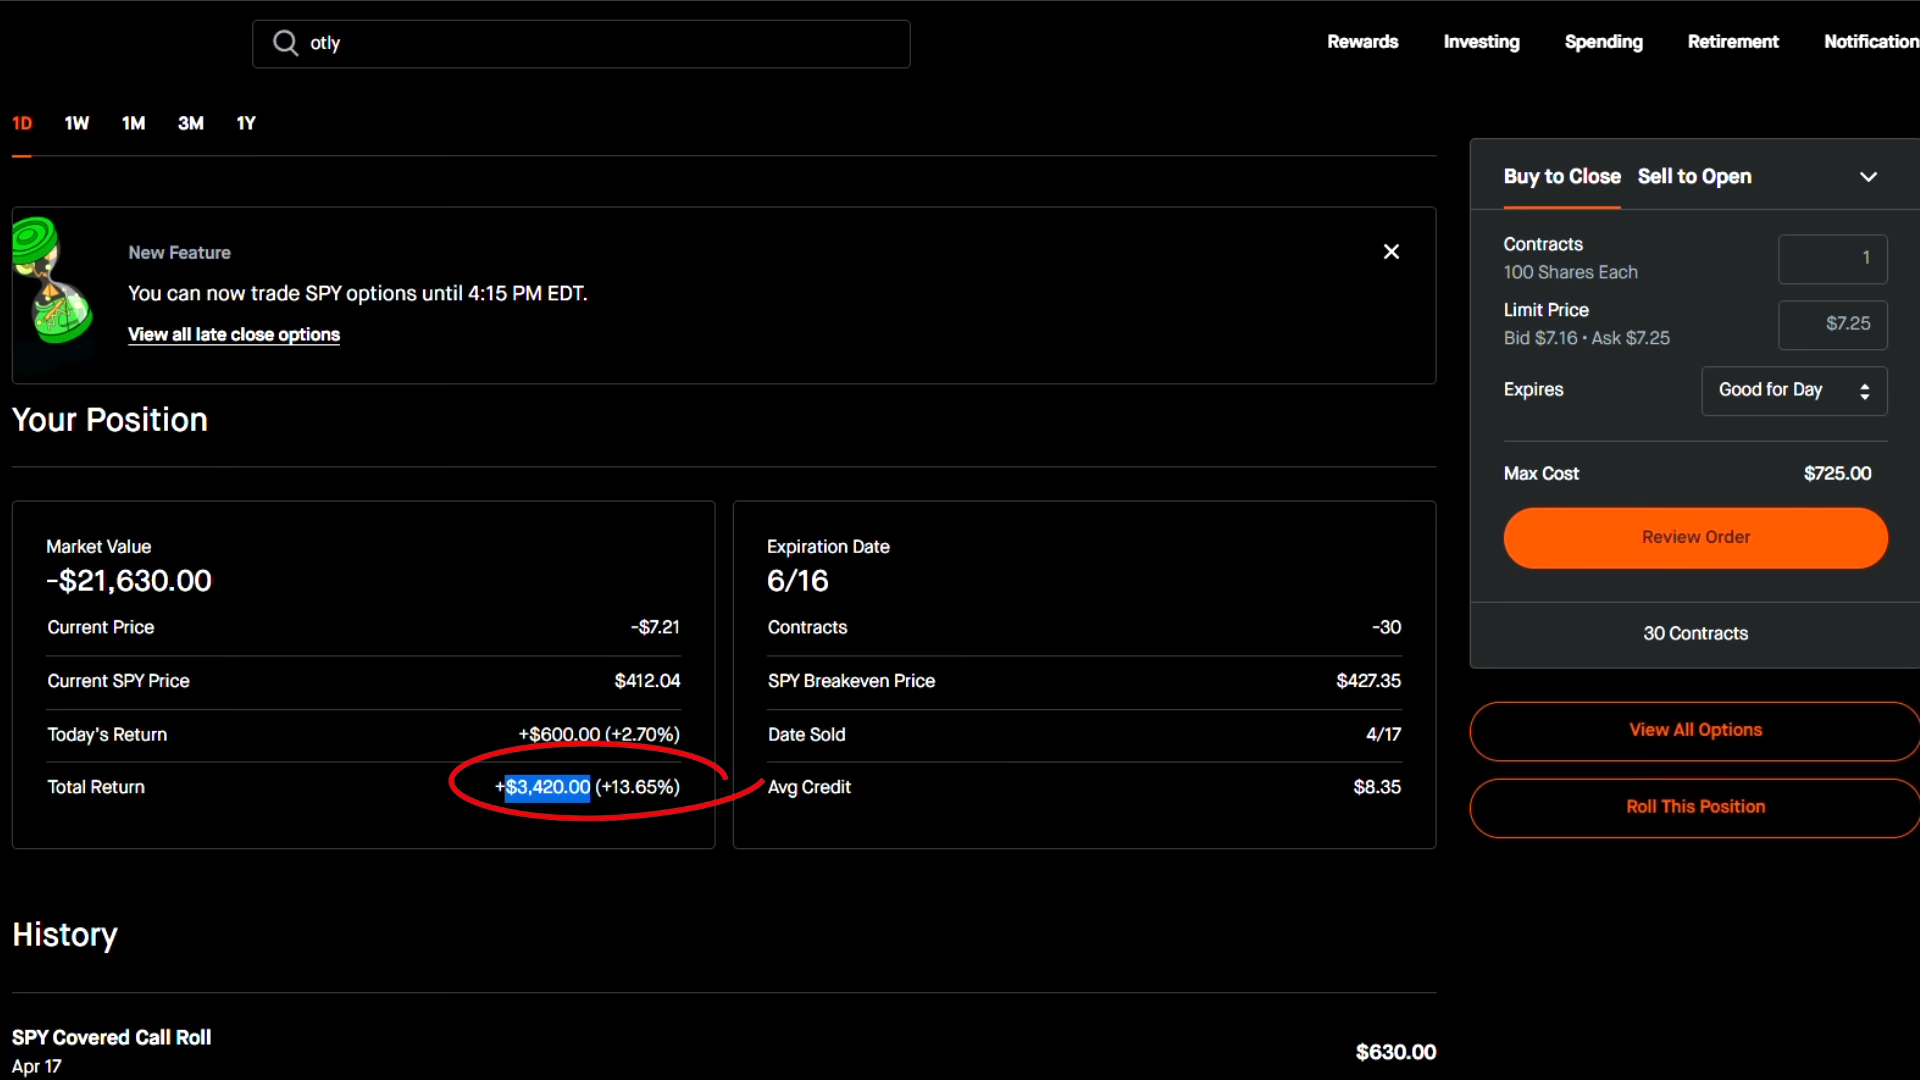 otly
Rewards Investing Spending Retirement Notification
1D 1W 1M 3M 1Y
New Feature
You can now trade SPY options until 4:15 PM EDT.
View all late close options
Your Position
Market Value
-$21,630.00
Current Price -$7.21
Current SPY Price $412.04
Today's Return +$600.00 (+2.70%)
Total Return +$3,420.00 (+13.65%)
Expiration Date
6/16
Contracts -30
SPY Breakeven Price $427.35
Date Sold 4/17
Avg Credit $8.35
History
SPY Covered Call Roll
Apr 17
$630.00
Buy to Close Sell to Open
Contracts 1
100 Shares Each
Limit Price $7.25
Bid $7.16 • Ask $7.25
Expires Good for Day
Max Cost $725.00
Review Order
30 Contracts
View All Options
Roll This Position